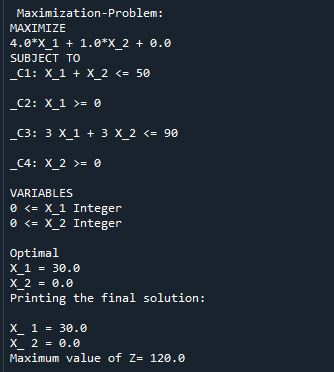 Maximization-Problem:
MAXIMIZE
4.0*X_1 + 1.0*X_2 + 0.0
SUBJECT TO
_C1: X_1 + X_2 <= 50
_C2: X_1 >= 0
_C3: 3 X_1 + 3 X_2 <= 90
_C4: X_2 >= 0
VARIABLES
0 <= X_1 Integer
0 <= X_2 Integer
Optimal
X_1 = 30.0
X_2 = 0.0
Printing the final solution:
X_ 1 = 30.0
X_ 2 = 0.0
Maximum value of Z= 120.0